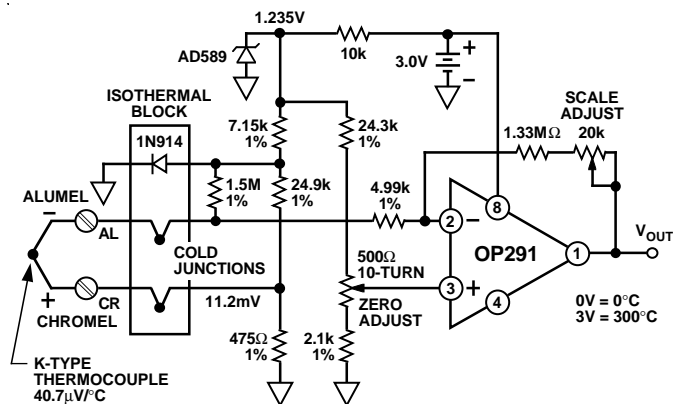 1.235V
AD589
10k
3.0V
+
–
ISOTHERMAL
BLOCK
1N914
7.15k
1%
24.3k
1%
SCALE
ADJUST
1.33MΩ
20k
1.5M
1%
24.9k
1%
4.99k
1%
ALUMEL
–
AL
COLD
JUNCTIONS
2
–
8
OP291
1
VOUT
500Ω
10-TURN
3
+
4
ZERO
ADJUST
+
CR
CHROMEL
11.2mV
0V = 0°C
3V = 300°C
475Ω
1%
2.1k
1%
K-TYPE
THERMOCOUPLE
40.7µV/°C